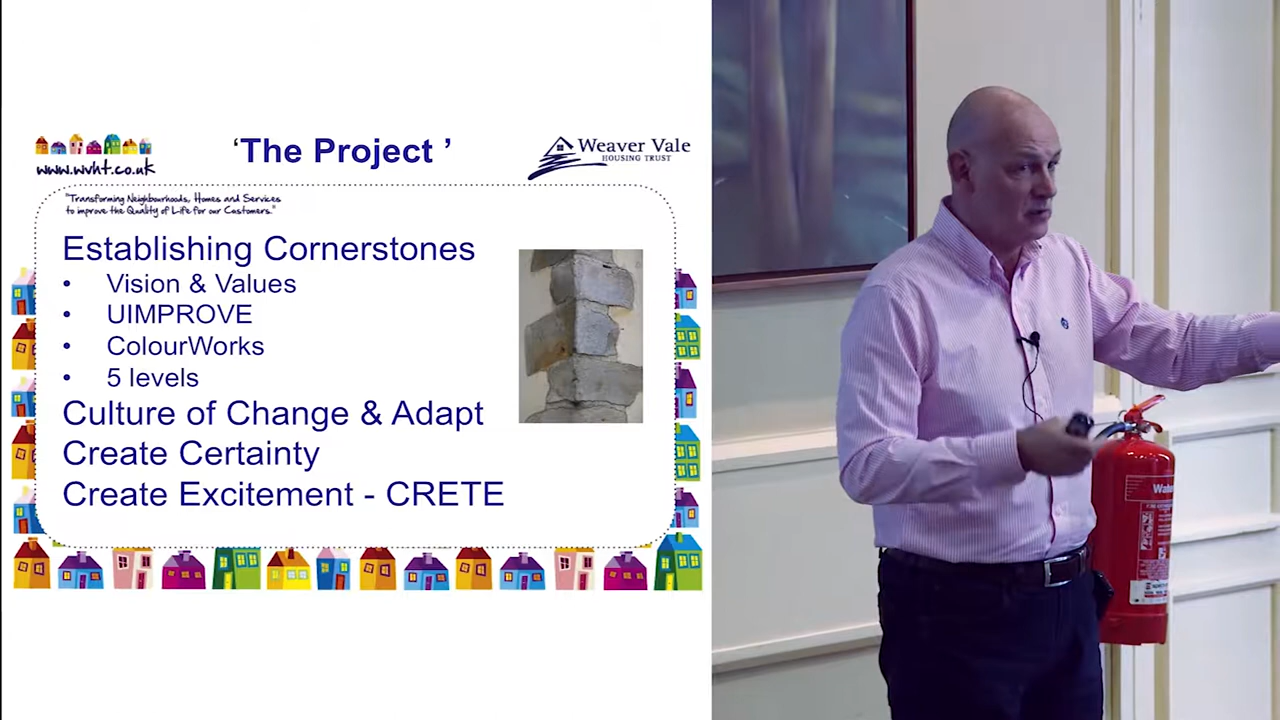 'The Project '
www.wvht.co.uk
Weaver Vale
HOUSING TRUST
"Transforming Neighbourhoods, Homes and Services
to improve the Quality of Life for our Customers."
Establishing Cornerstones
• Vision & Values
• UIMPROVE
• ColourWorks
• 5 levels
Culture of Change & Adapt
Create Certainty
Create Excitement - CRETE
Wate